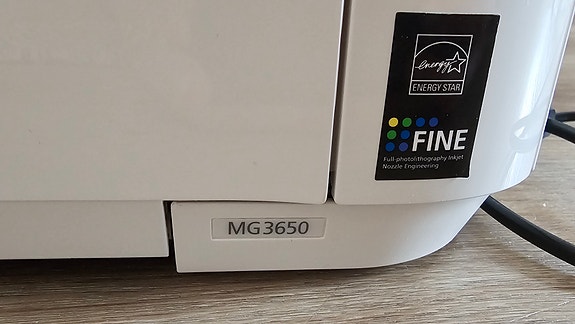 energy
ENERGY STAR
FINE
Full-photolithography Inkjet
Nozzle Engineering
MG3650